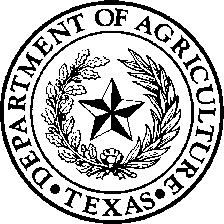 DEPARTMENT OF AGRICULTURE
• TEXAS •